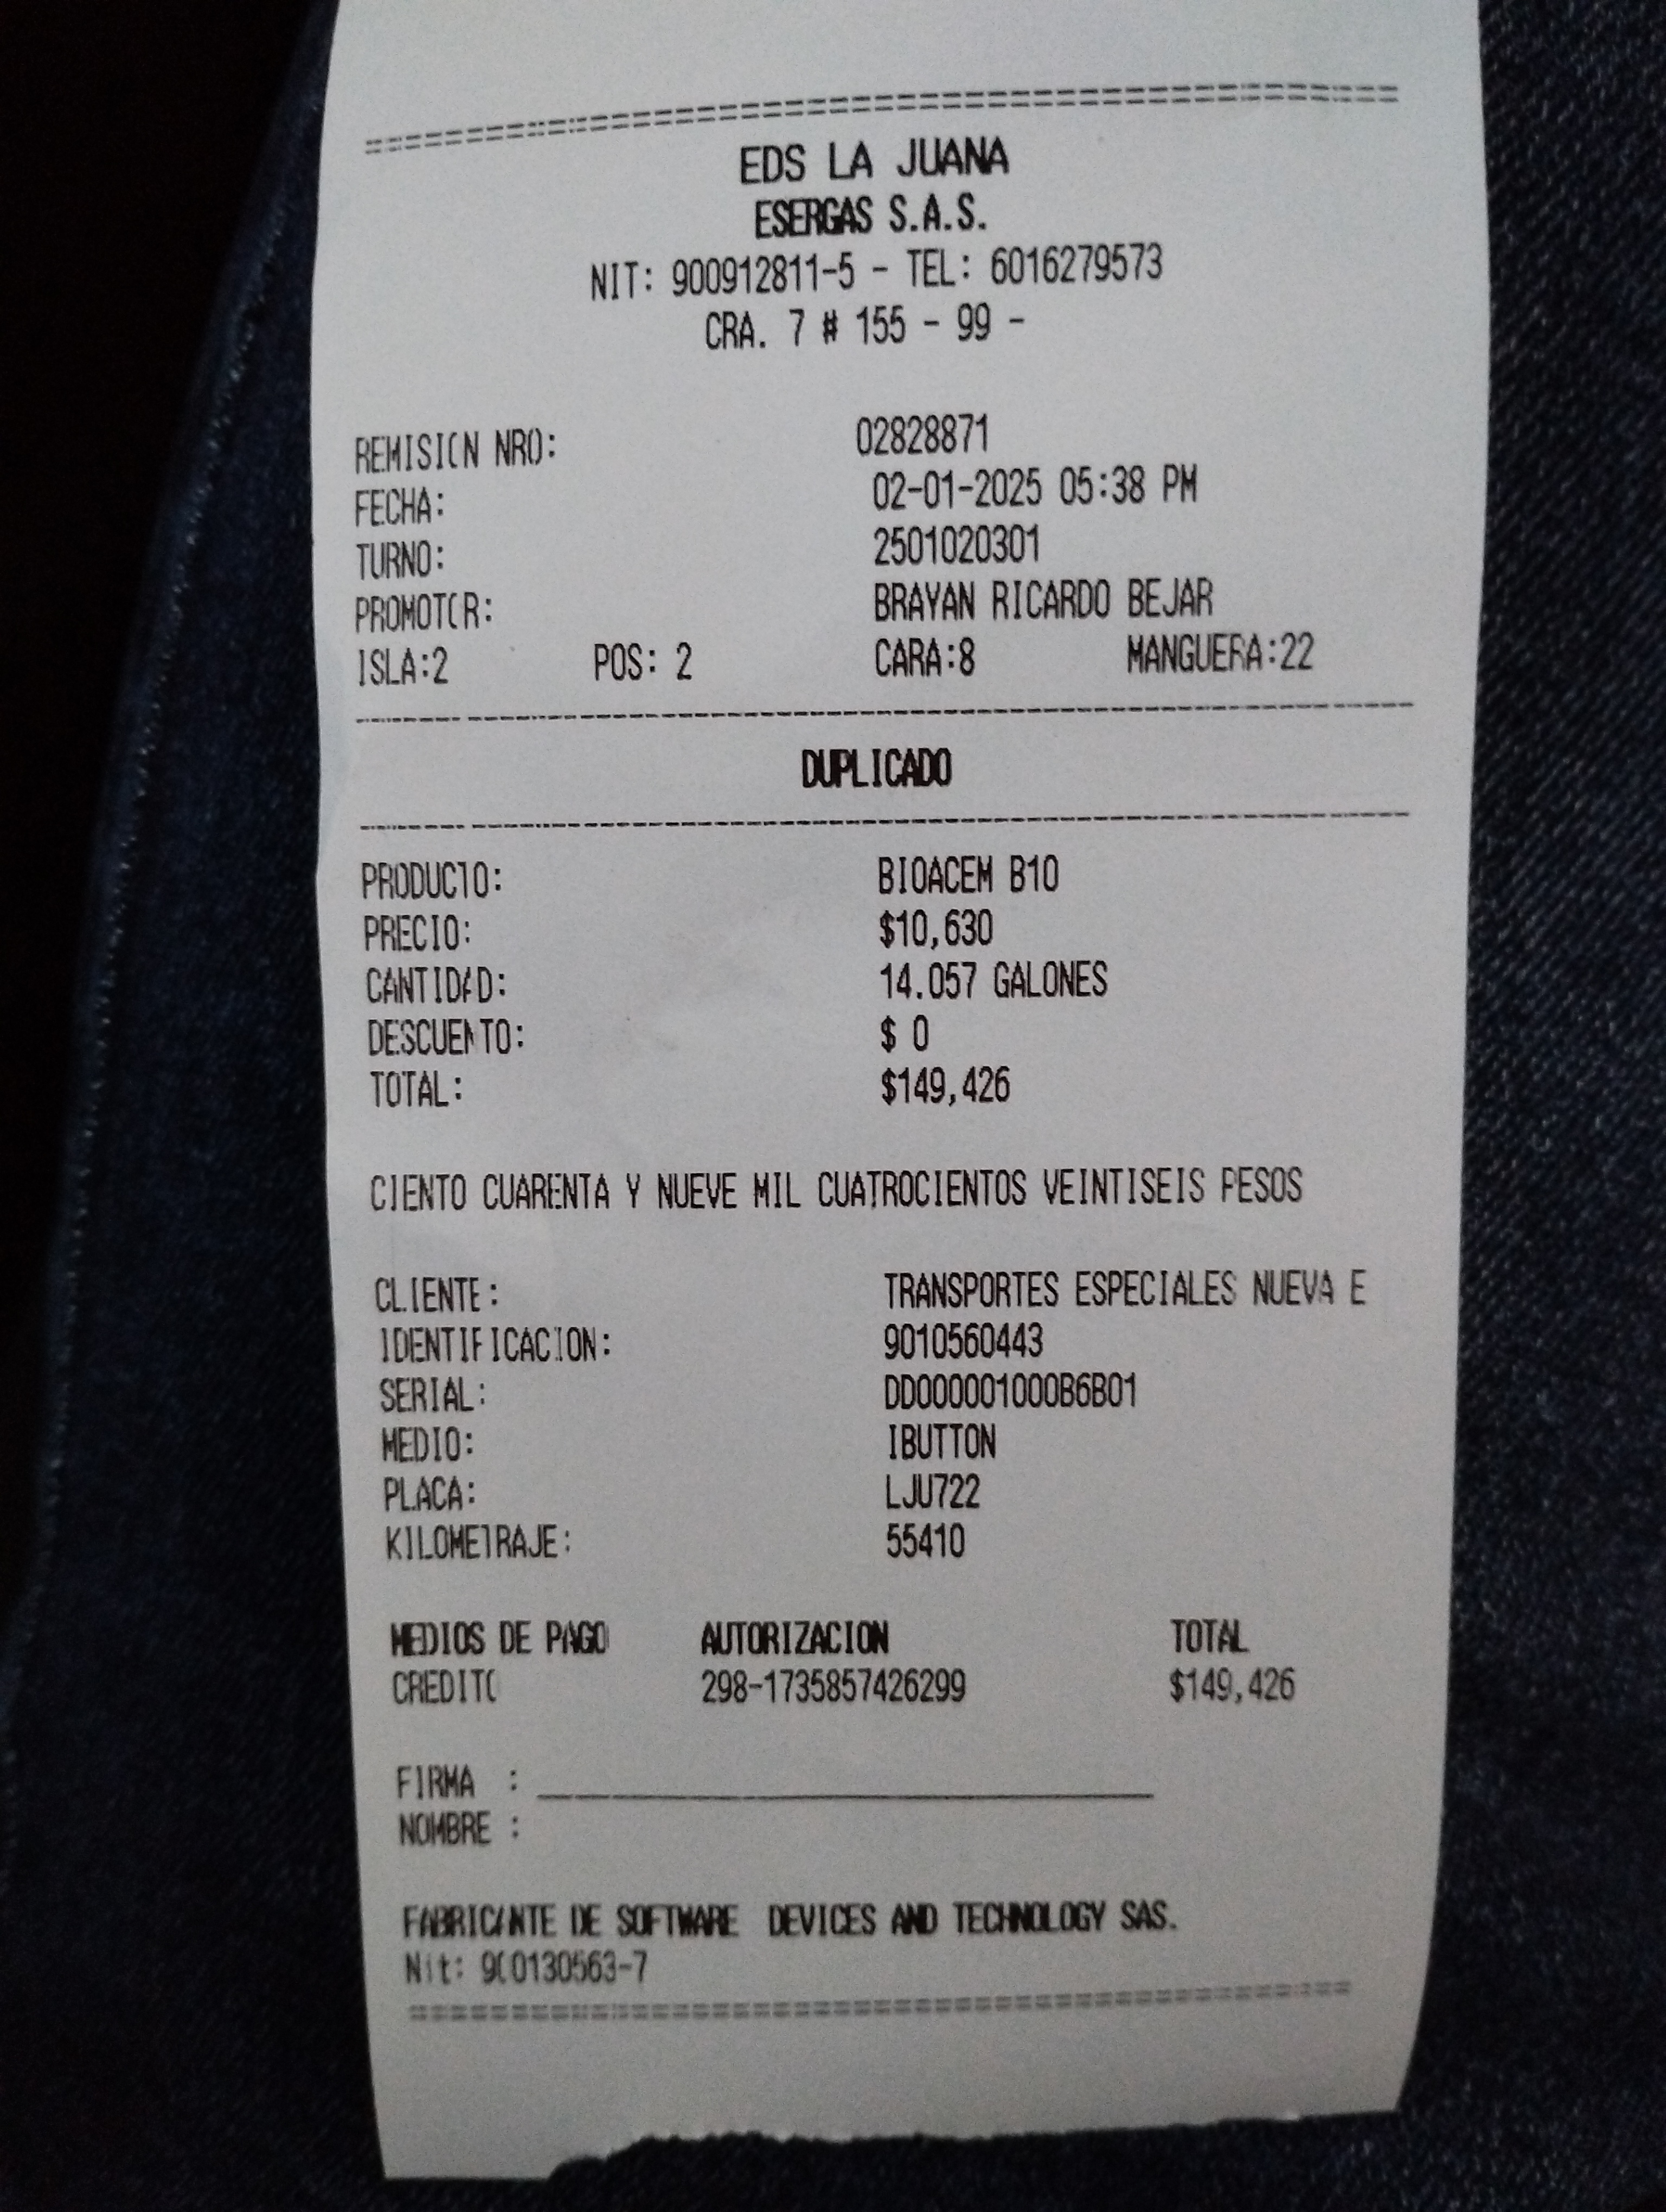 EDS LA JUANA
ESERGAS S.A.S.
NIT: 900912811-5 - TEL: 6016279573
CRA. 7 # 155 - 99 -
REMISION NRO: 02828871
FECHA: 02-01-2025 05:38 PM
TURNO: 2501020301
PROMOTOR: BRAYAN RICARDO BEJAR
ISLA:2 POS: 2 CARA:8 MANGUERA:22
DUPLICADO
PRODUCTO: BIOACEM B10
PRECIO: $10,630
CANTIDAD: 14.057 GALONES
DESCUENTO: $ 0
TOTAL: $149,426
CIENTO CUARENTA Y NUEVE MIL CUATROCIENTOS VEINTISEIS PESOS
CLIENTE: TRANSPORTES ESPECIALES NUEVA E
IDENTIFICACION: 9010560443
SERIAL: DD000001000B6B01
MEDIO: IBUTTON
PLACA: LJU722
KILOMETRAJE: 55410
MEDIOS DE PAGO AUTORIZACION TOTAL
CREDITO 298-1735857426299 $149,426
FIRMA :
NOMBRE :
FABRICANTE DE SOFTWARE DEVICES AND TECHNOLOGY SAS.
Nit: 900130563-7